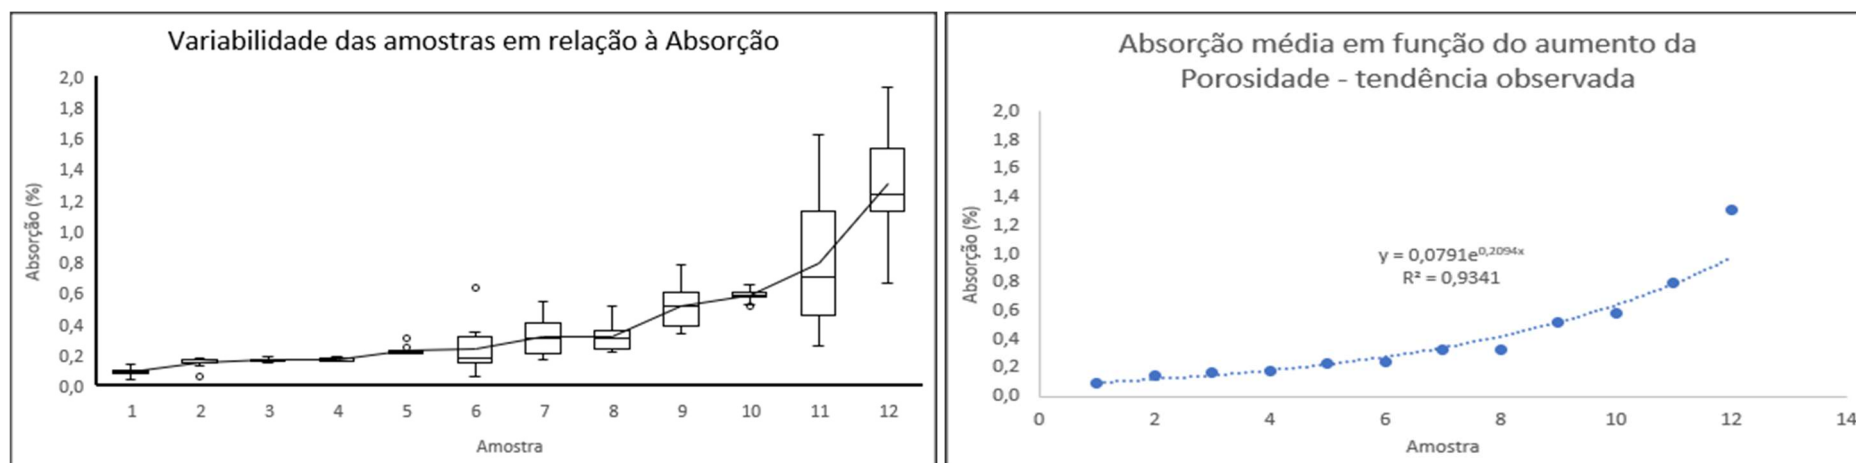 Variabilidade das amostras em relação à Absorção
2,0
1,8
1,6
1,4
1,2
1,0
0,8
0,6
0,4
0,2
0,0
Absorção (%)
1 2 3 4 5 6 7 8 9 10 11 12
Amostra
Absorção média em função do aumento da
Porosidade - tendência observada
2,0
1,8
1,6
1,4
1,2
1,0
0,8
0,6
0,4
0,2
0,0
Absorção (%)
y = 0,0791e^0,2094x
R² = 0,9341
0 2 4 6 8 10 12 14
Amostra